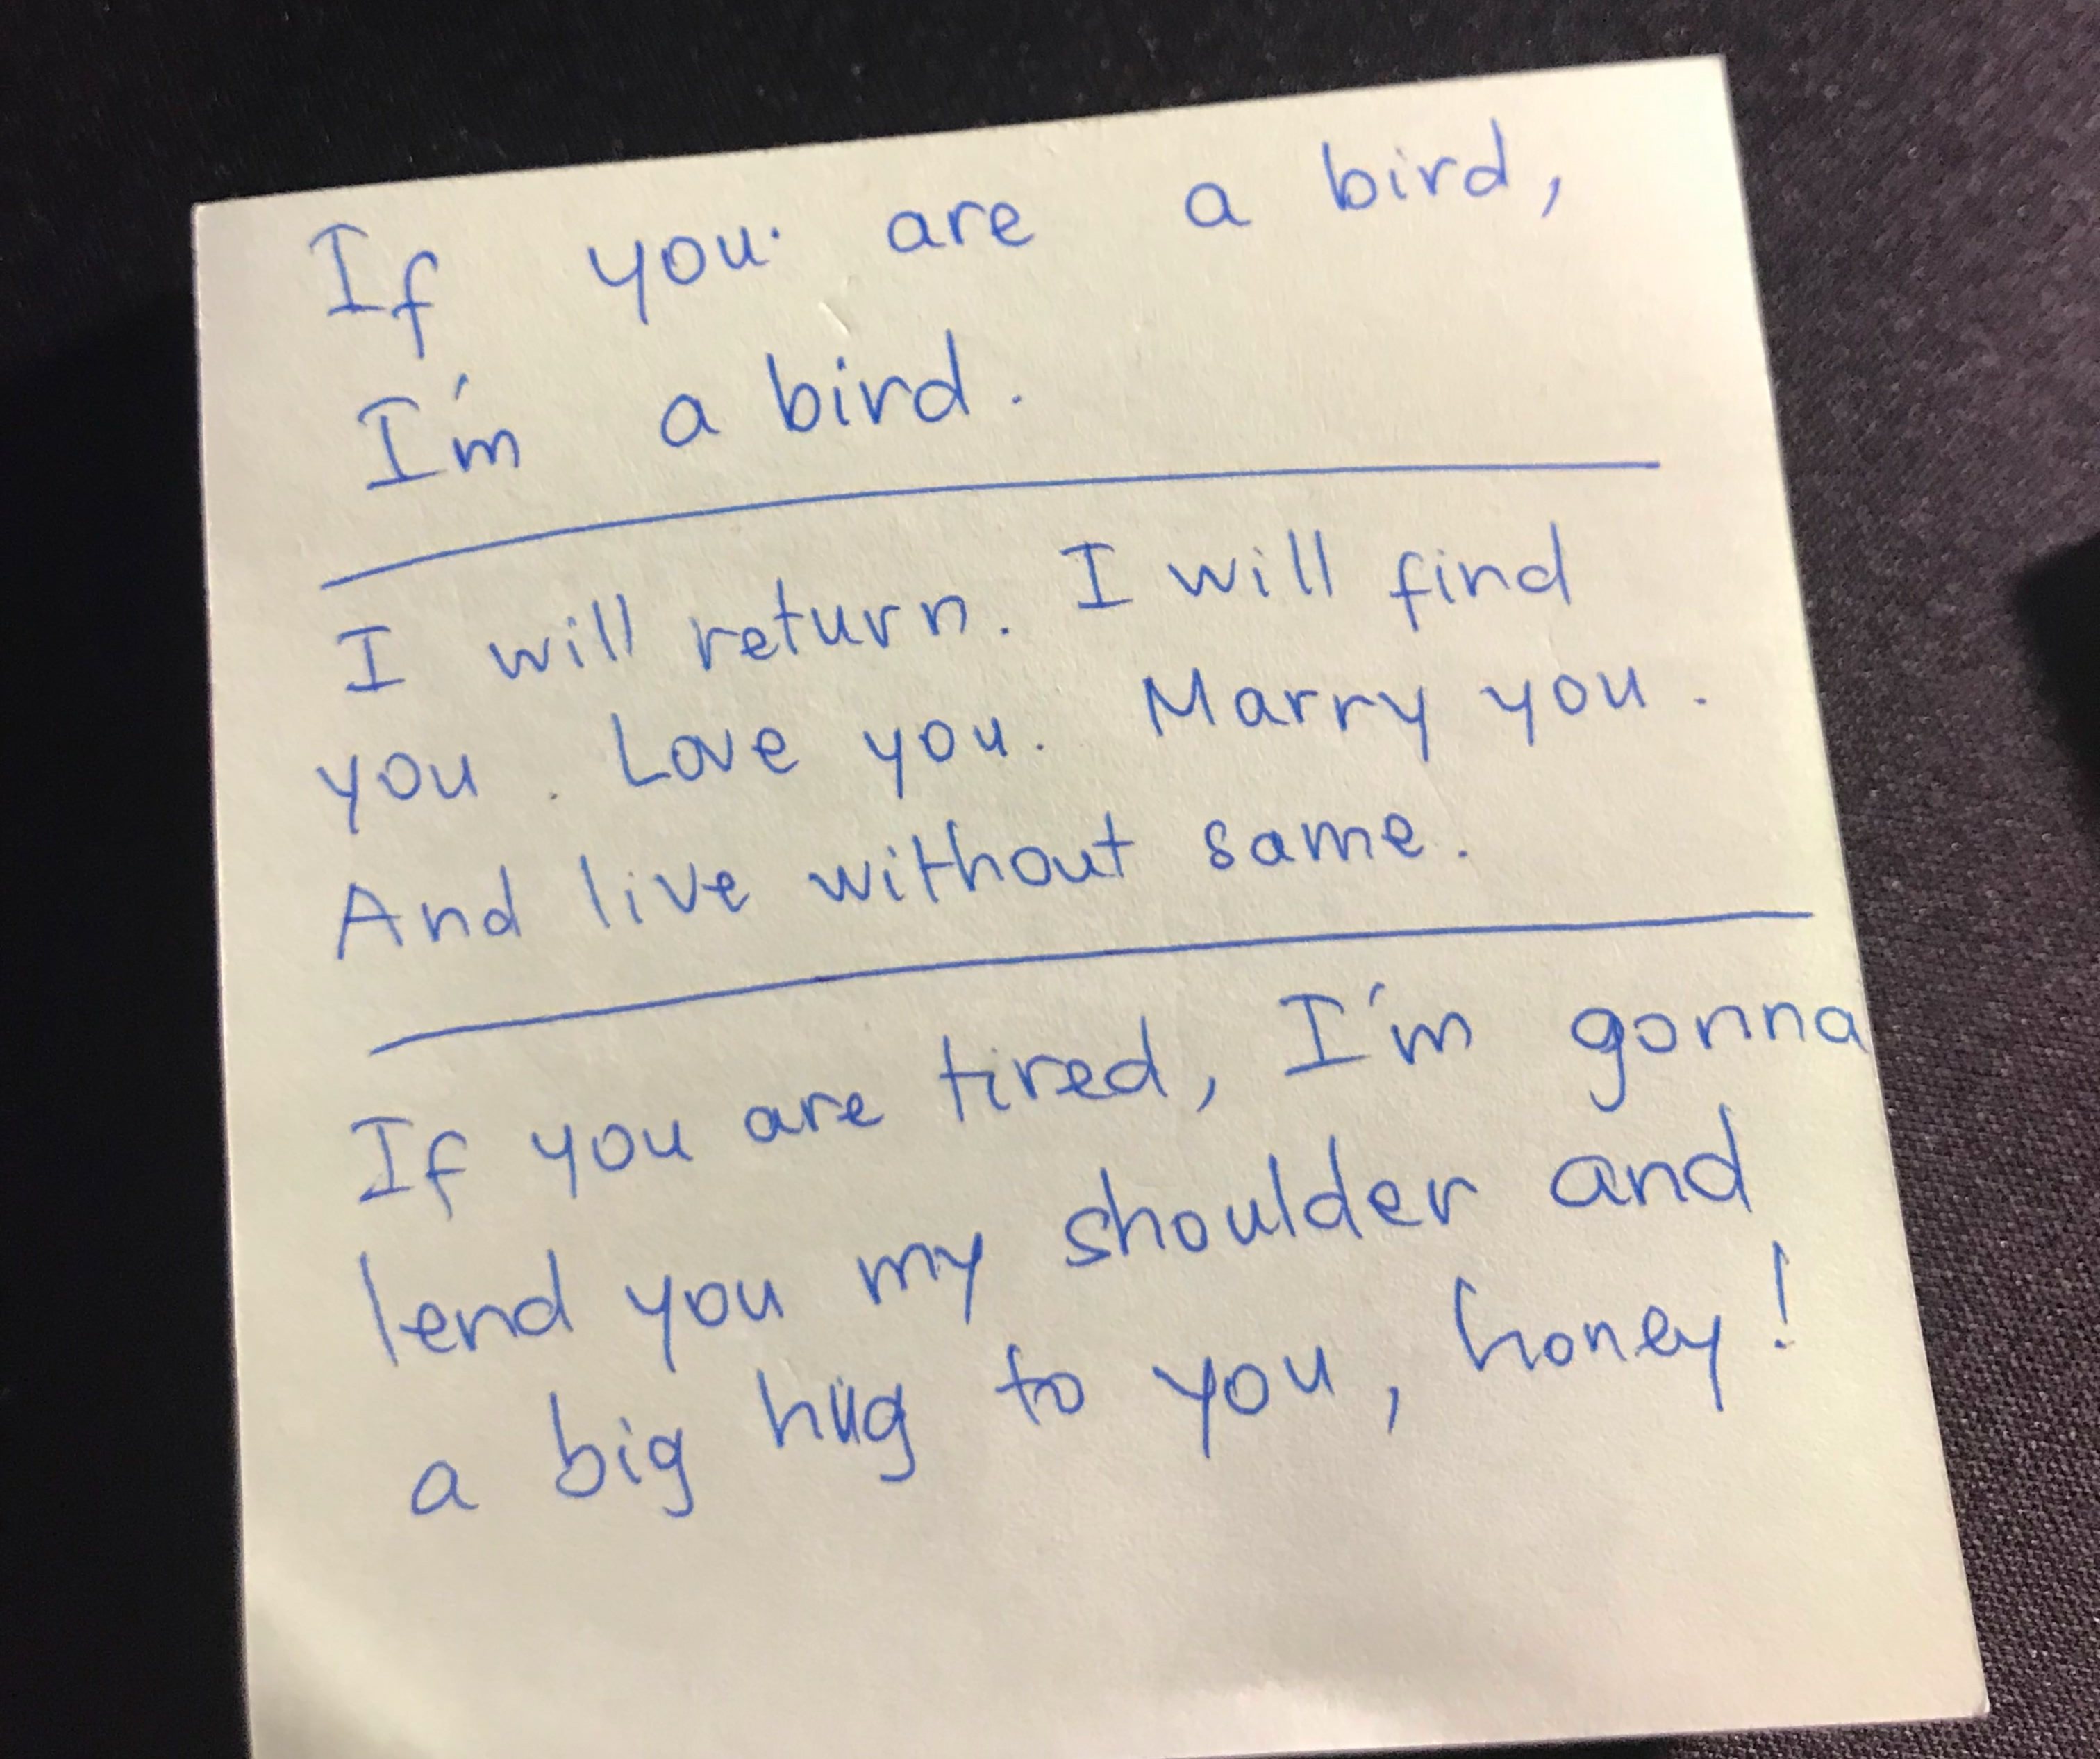 If you are a bird,
I'm a bird.
I will return. I will find
you. Love you. Marry you.
And live without same.
If you are tired, I'm gonna
lend you my shoulder and
a big hug to you, honey!